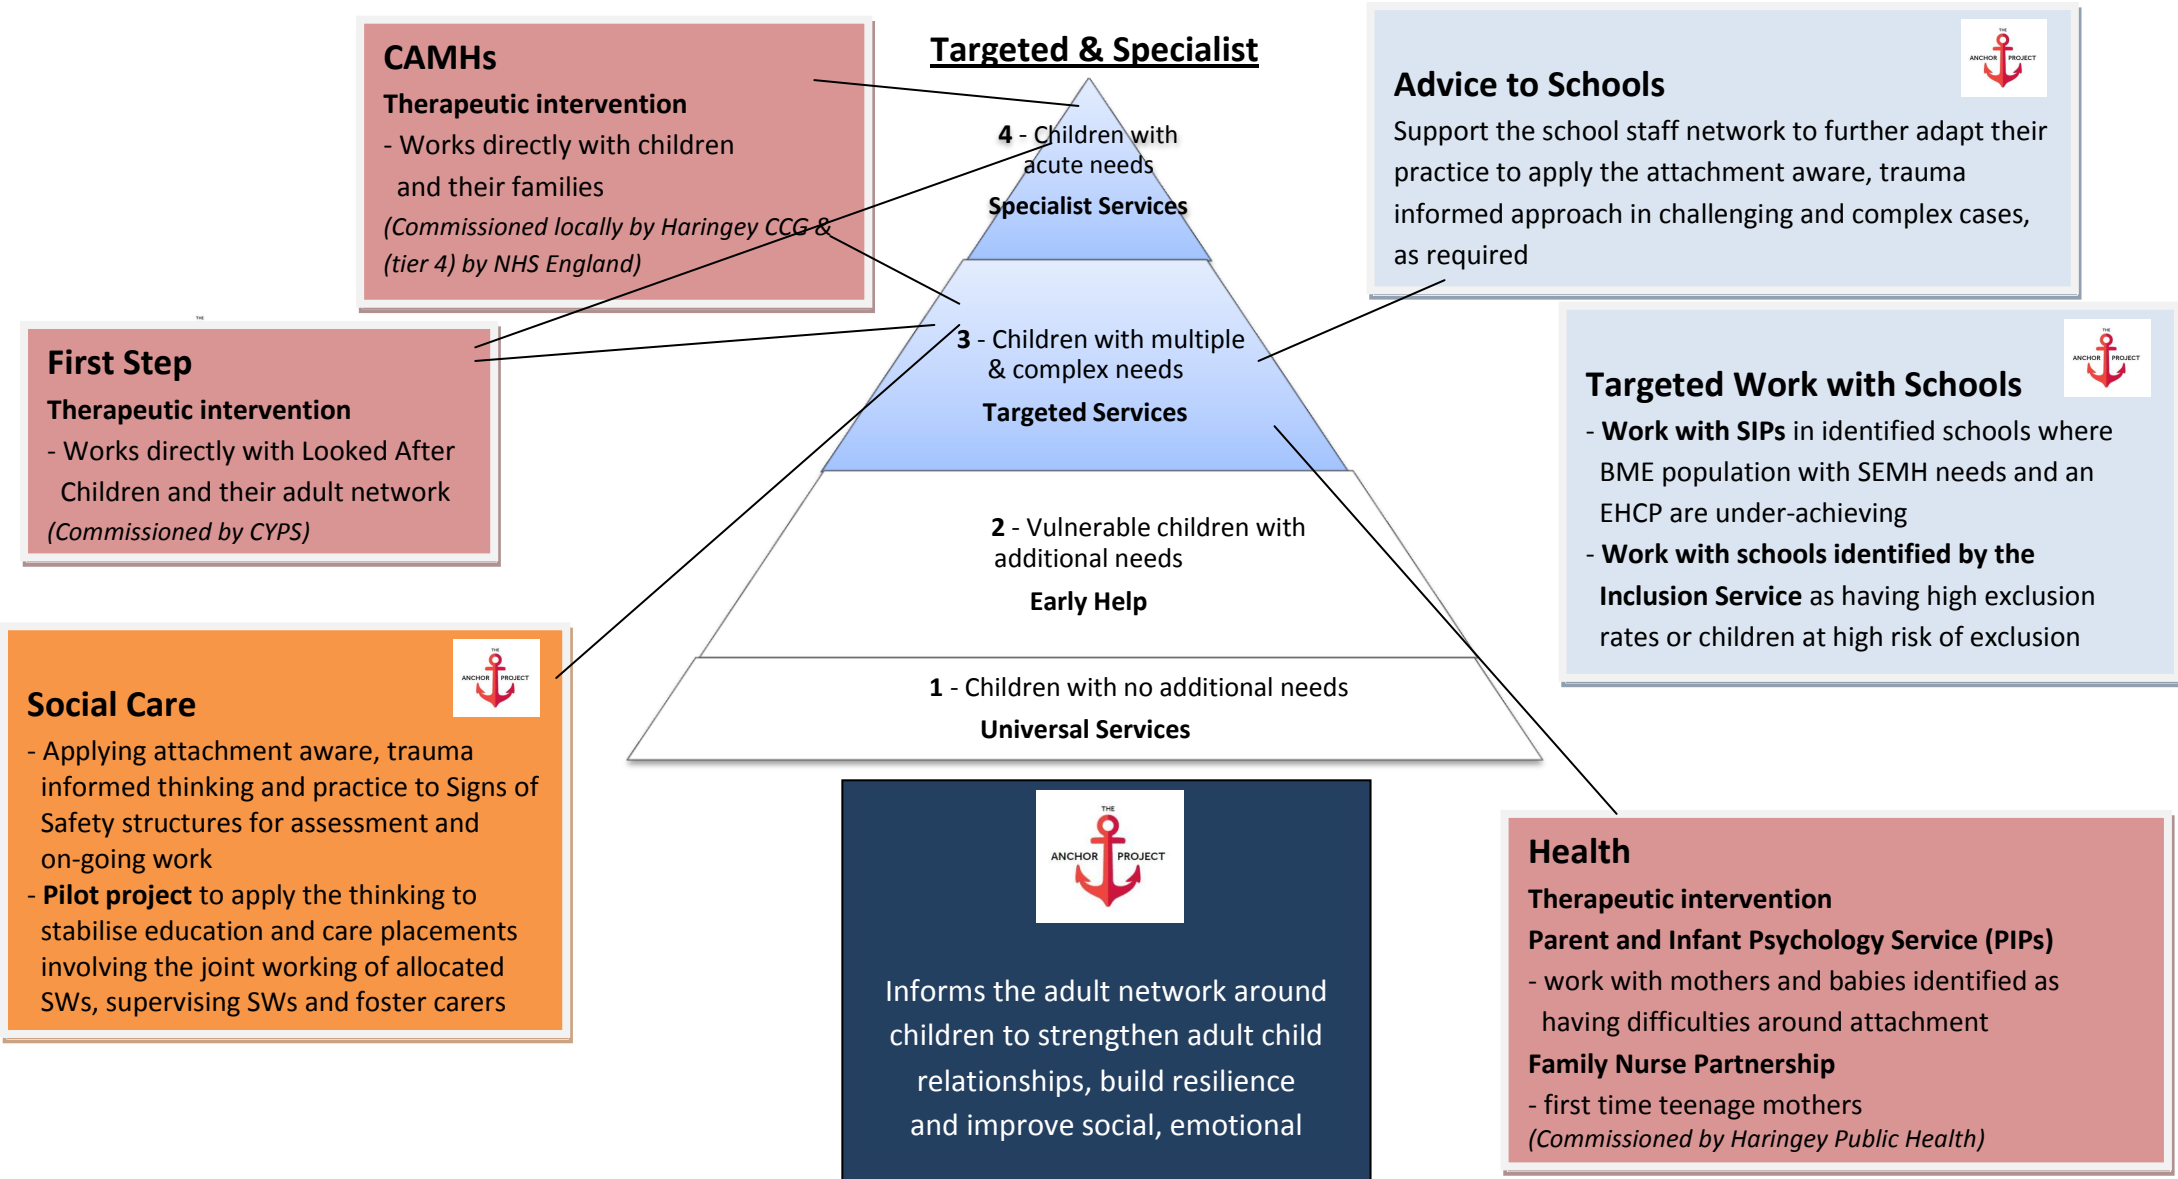 Targeted & Specialist
CAMHs
Therapeutic intervention
- Works directly with children
and their families
(Commissioned locally by Haringey CCG &
(tier 4) by NHS England)
THE
First Step
Therapeutic intervention
- Works directly with Looked After
Children and their adult network
(Commissioned by CYPS)
THE
ANCHOR PROJECT
Social Care
- Applying attachment aware, trauma
informed thinking and practice to Signs of
Safety structures for assessment and
on-going work
- Pilot project to apply the thinking to
stabilise education and care placements
involving the joint working of allocated
SWs, supervising SWs and foster carers
4 - Children with
acute needs
Specialist Services
3 - Children with multiple
& complex needs
Targeted Services
2 - Vulnerable children with
additional needs
Early Help
1 - Children with no additional needs
Universal Services
THE
ANCHOR PROJECT
Informs the adult network around
children to strengthen adult child
relationships, build resilience
and improve social, emotional
THE
ANCHOR PROJECT
Advice to Schools
Support the school staff network to further adapt their
practice to apply the attachment aware, trauma
informed approach in challenging and complex cases,
as required
THE
ANCHOR PROJECT
Targeted Work with Schools
- Work with SIPs in identified schools where
BME population with SEMH needs and an
EHCP are under-achieving
- Work with schools identified by the
Inclusion Service as having high exclusion
rates or children at high risk of exclusion
Health
Therapeutic intervention
Parent and Infant Psychology Service (PIPs)
- work with mothers and babies identified as
having difficulties around attachment
Family Nurse Partnership
- first time teenage mothers
(Commissioned by Haringey Public Health)